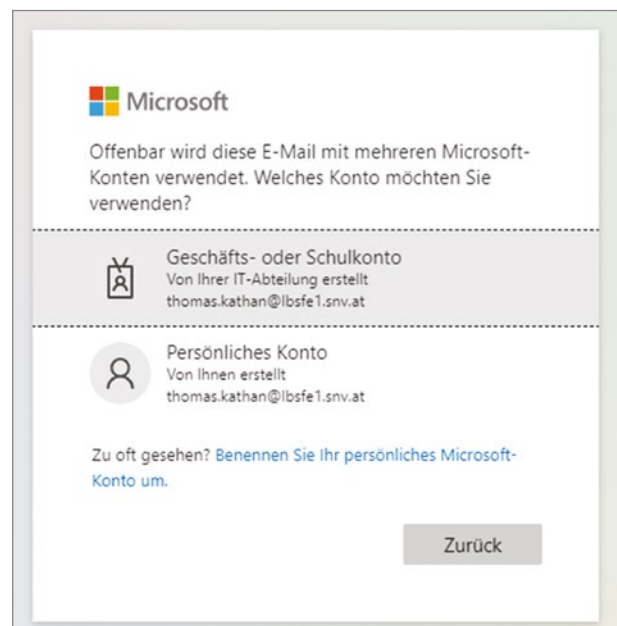 Microsoft
Offenbar wird diese E-Mail mit mehreren Microsoft-
Konten verwendet. Welches Konto möchten Sie
verwenden?
Geschäfts- oder Schulkonto
Von Ihrer IT-Abteilung erstellt
thomas.kathan@lbsfe1.snv.at
Persönliches Konto
Von Ihnen erstellt
thomas.kathan@lbsfe1.snv.at
Zu oft gesehen? Benennen Sie Ihr persönliches Microsoft-
Konto um.
Zurück